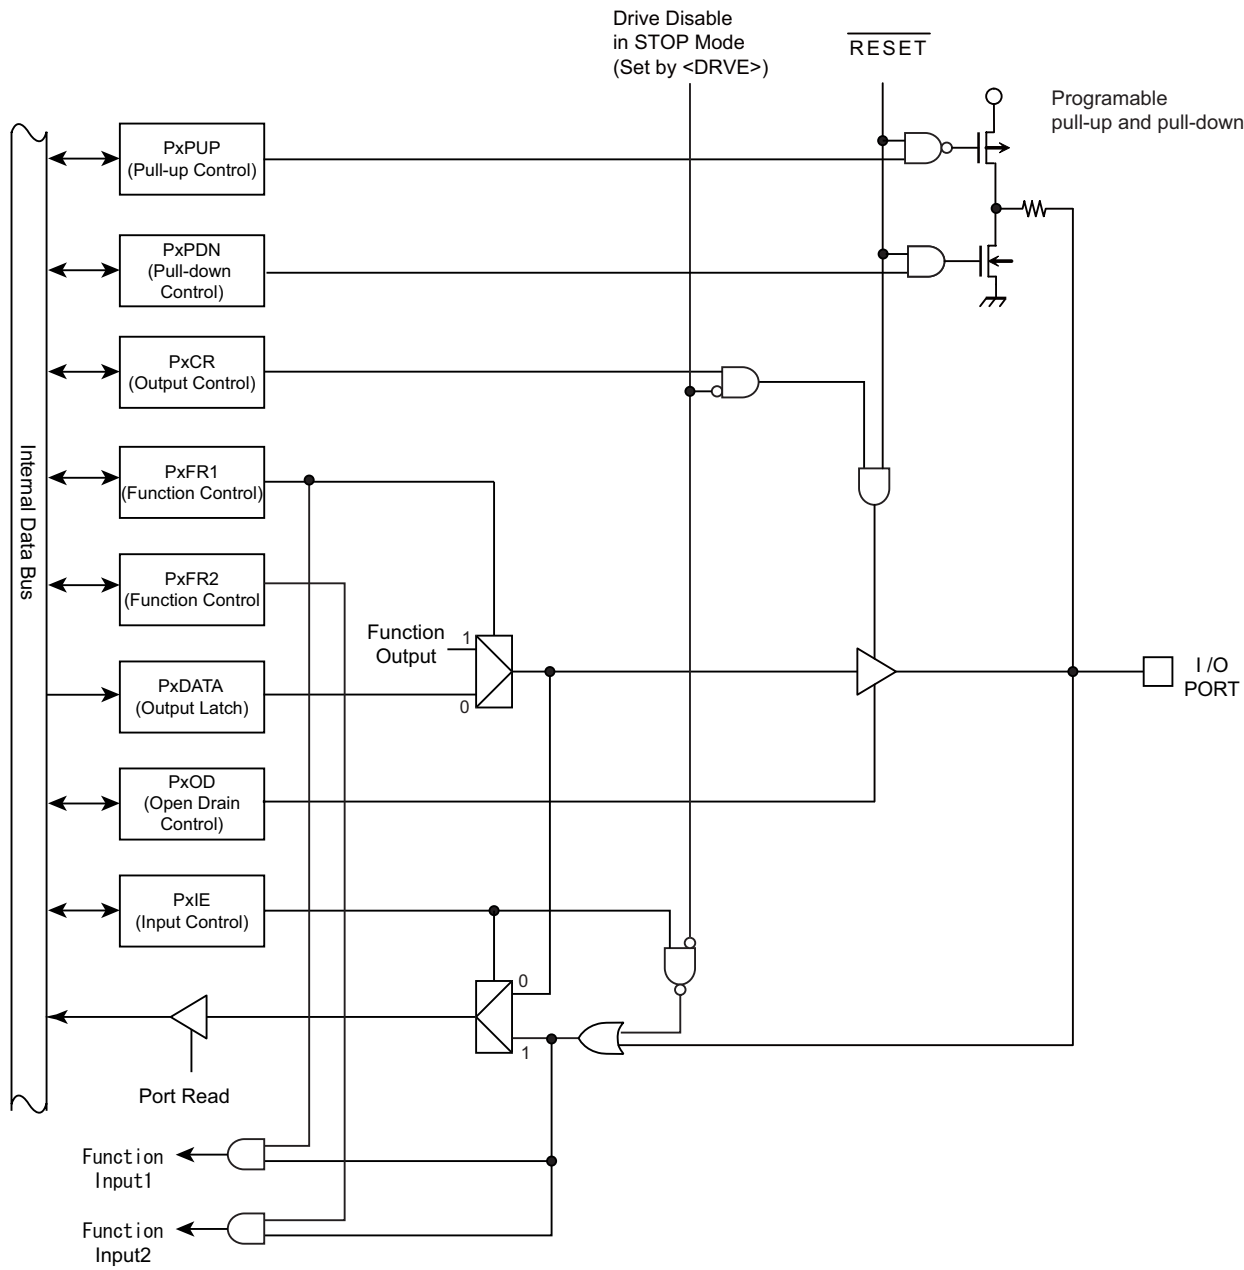 Drive Disable
in STOP Mode
(Set by <DRVE>)
RESET
Programable
pull-up and pull-down
PxPUP
(Pull-up Control)
PxPDN
(Pull-down
Control)
PxCR
(Output Control)
Internal Data Bus
PxFR1
(Function Control)
PxFR2
(Function Control
Function
Output
1
0
PxDATA
(Output Latch)
I /O
PORT
PxOD
(Open Drain
Control)
PxIE
(Input Control)
0
1
Port Read
Function
Input1
Function
Input2